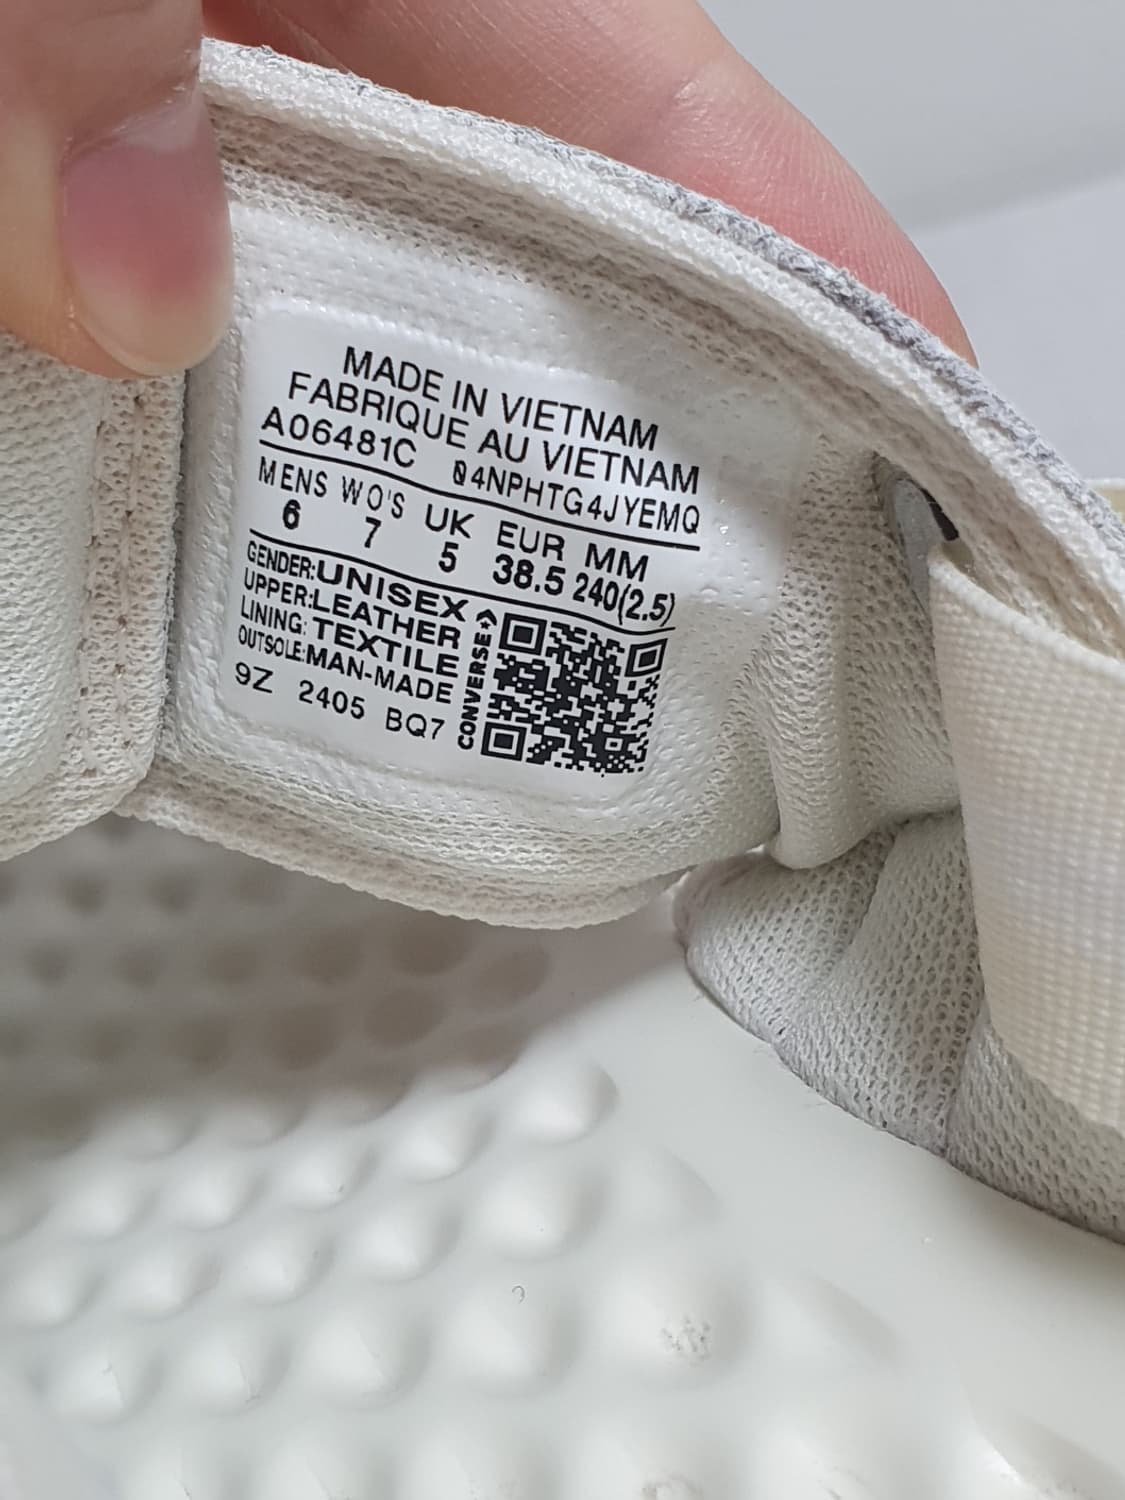 MADE IN VIETNAM
FABRIQUE AU VIETNAM
A06481C 04NPHTG4JYEMQ
MENS WO'S UK EUR MM
6 7 5 38.5 240(2.5)
GENDER:UNISEX
UPPER:LEATHER
LINING: TEXTILE
OUTSOLE:MAN-MADE
9Z 2405 BQ7
CONVERSE